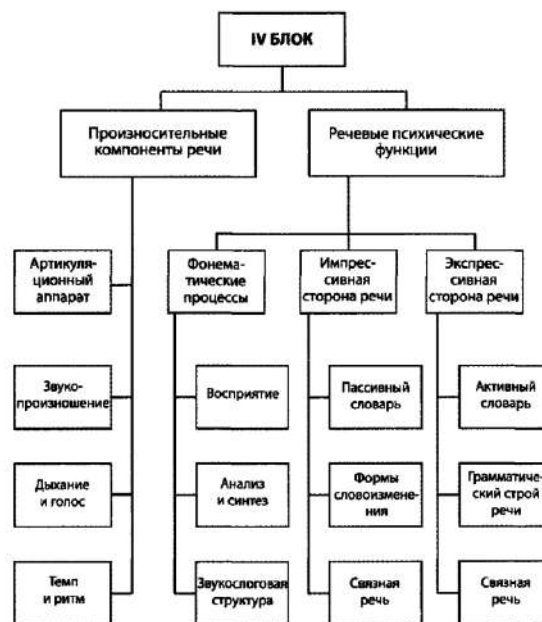 IV БЛОК
Произносительные
компоненты речи
Речевые психические
функции
Артикуля-
ционный
аппарат
Фонема-
тические
процессы
Импрес-
сивная
сторона речи
Экспрес-
сивная
сторона речи
Звуко-
произношение
Восприятие
Пассивный
словарь
Активный
словарь
Дыхание
и голос
Анализ
и синтез
Формы
словоизмене-
ния
Граммати́че-
ский строй
речи
Темп
и ритм
Звукослоговая
структура
Связная
речь
Связная
речь